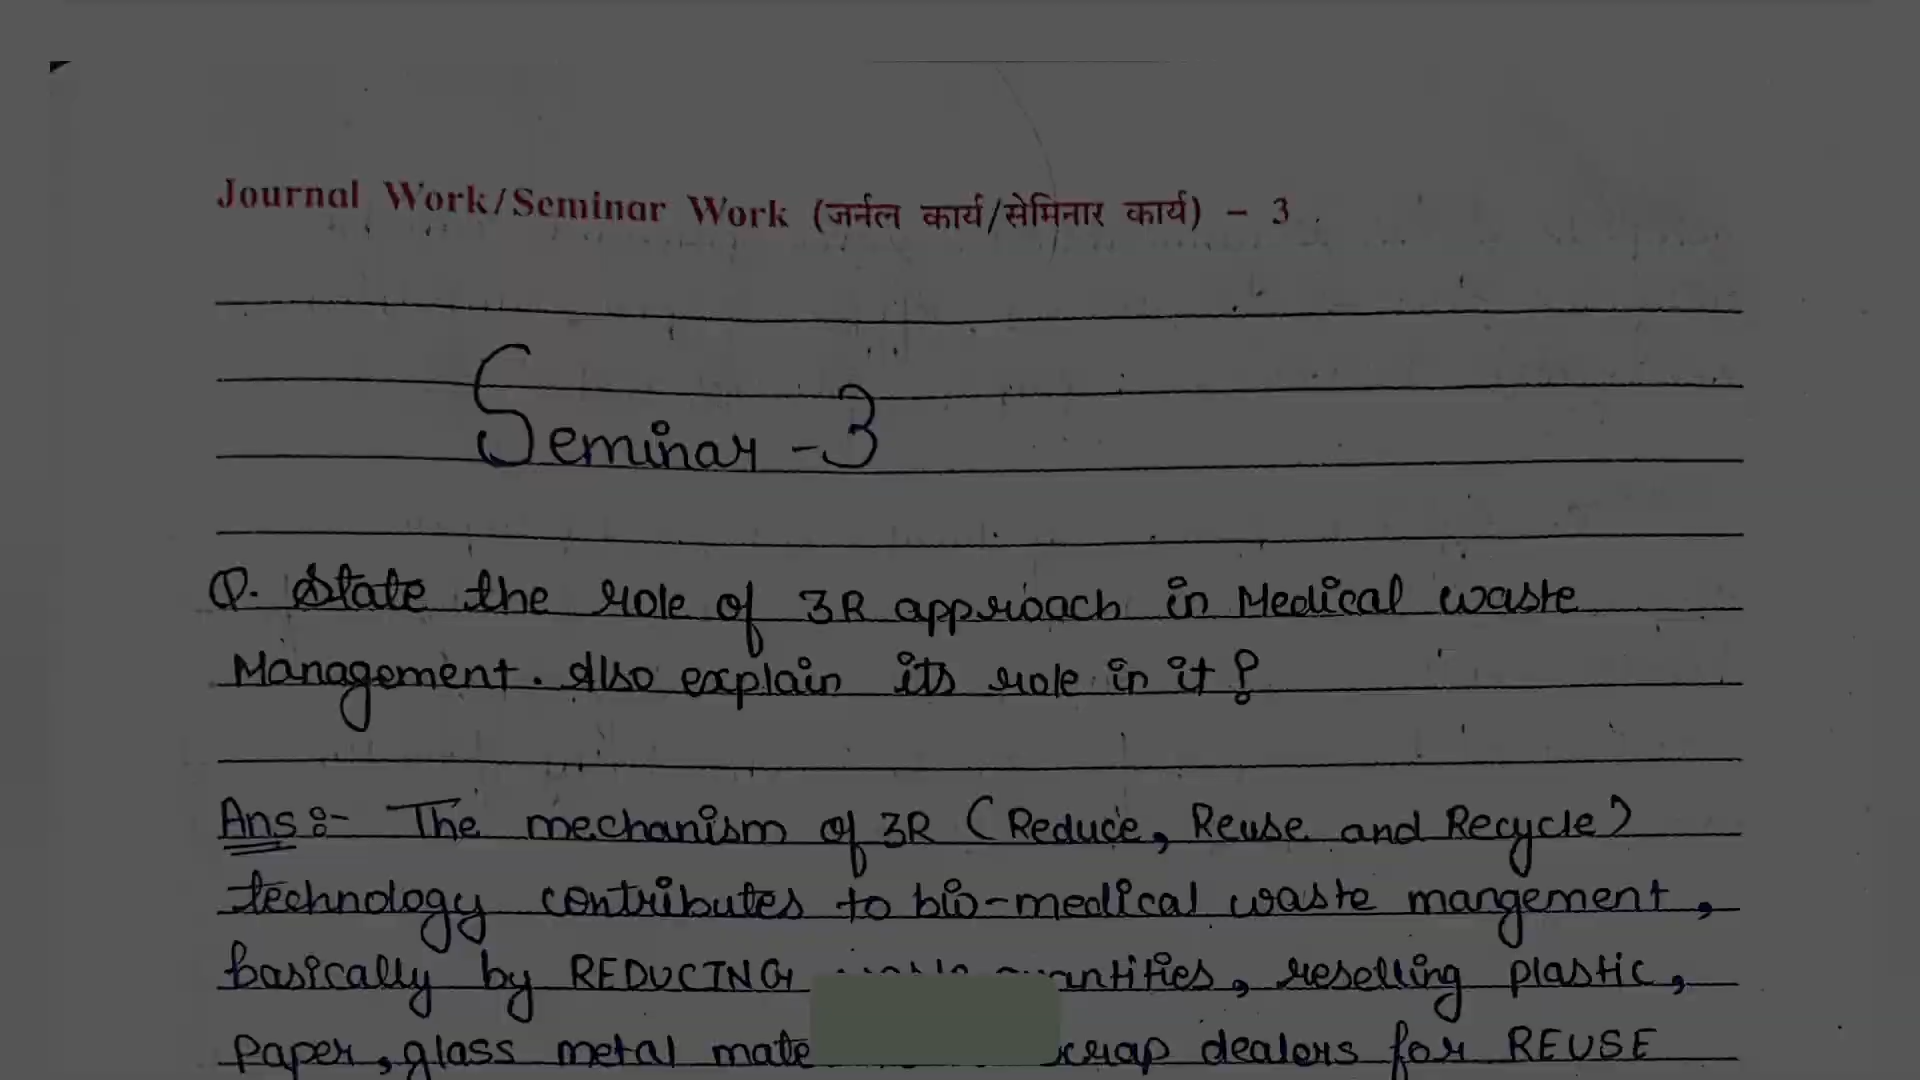 Journal Work/Seminar Work (जर्नल कार्य/सेमिनार कार्य) - 3
Seminar -3
Q. State the role of 3R approach in Medical waste
Management. Also explain its role in it?
Ans:- The mechanism of 3R (Reduce, Reuse and Recycle)
technology contributes to bio-medical waste mangement,
basically by REDUCING reselling plastic,
Paper, glass metal dealers for REUSE